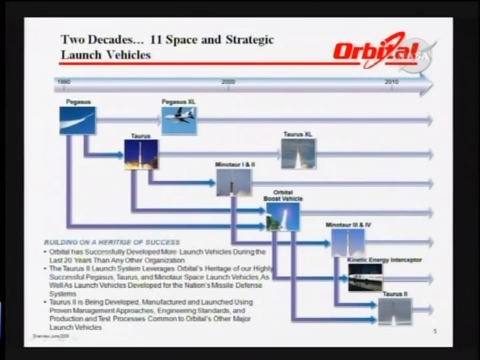 Two Decades... 11 Space and Strategic
Launch Vehicles
Orbital
1990
2000
2010
Pegasus
Pegasus XL
Taurus
Taurus XL
Minotaur I & II
Orbital
Boost Vehicle
Minotaur III & IV
Kinetic Energy Interceptor
Taurus II
BUILDING ON A HERITAGE OF SUCCESS
• Orbital has Successfully Developed More Launch Vehicles During the
Last 20 Years Than Any Other Organization
• The Taurus II Launch System Leverages Orbital's Heritage of our Highly
Successful Pegasus, Taurus, and Minotaur Space Launch Vehicles, As
Well As Launch Vehicles Developed for the Nation's Missile Defense
Systems
• Taurus II is Being Developed, Manufactured and Launched Using
Proven Management Approaches, Engineering Standards, and
Production and Test Processes Common to Orbital's Other Major
Launch Vehicles
5